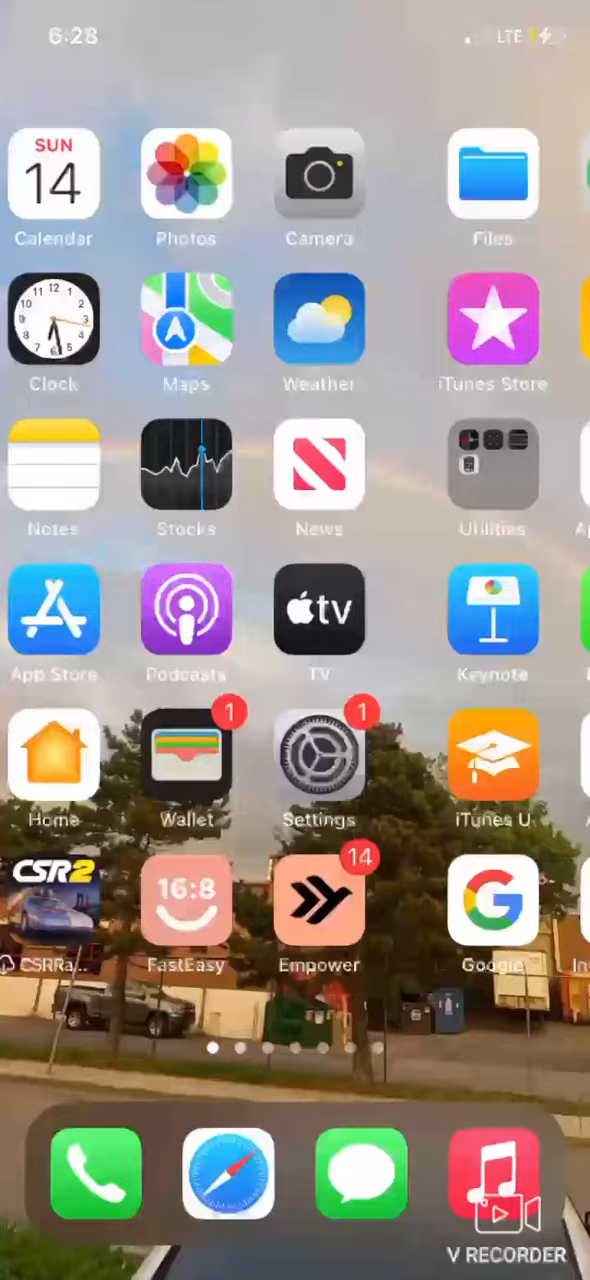 6:28
LTE
SUN
14
Calendar
Photos
Camera
Files
Clock
Maps
Weather
iTunes Store
Notes
Stocks
News
Utilities
App Store
Podcasts
tv
TV
Keynote
1
1
Home
Wallet
Settings
iTunes U
14
CSR2
16:8
G
CSRRa...
FastEasy
Empower
Google
V RECORDER